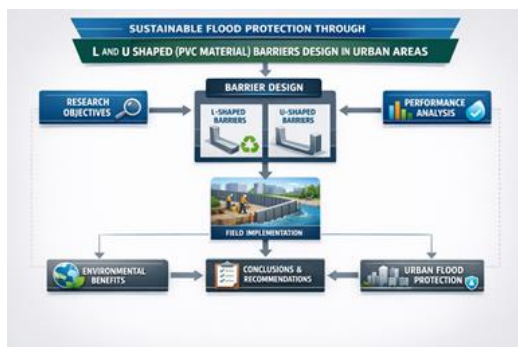 SUSTAINABLE FLOOD PROTECTION THROUGH
L AND U SHAPED (PVC MATERIAL) BARRIERS DESIGN IN URBAN AREAS
BARRIER DESIGN
RESEARCH
OBJECTIVES
L-SHAPED
BARRIERS
U-SHAPED
BARRIERS
PERFORMANCE
ANALYSIS
FIELD IMPLEMENTATION
ENVIRONMENTAL
BENEFITS
CONCLUSIONS &
RECOMMENDATIONS
URBAN FLOOD
PROTECTION